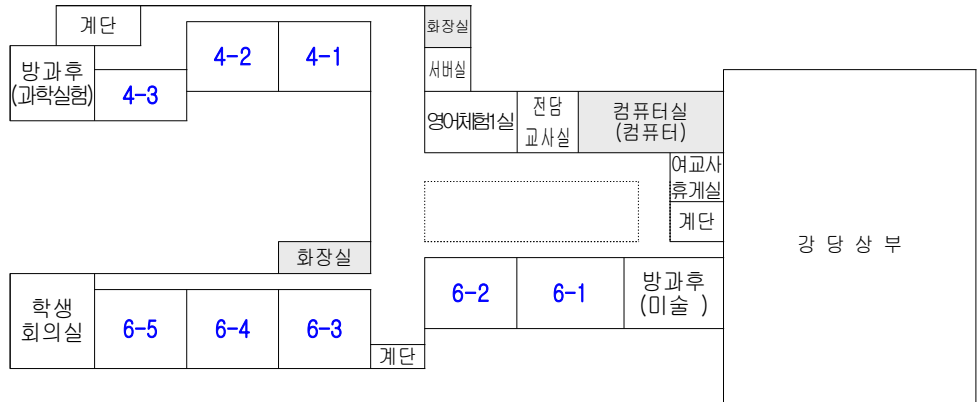 계단
화장실
4-2
4-1
방과후
(과학실험)
4-3
서버실
영어체험1실
전담
교사실
컴퓨터실
(컴퓨터)
여교사
휴게실
계단
강 당 상 부
화장실
학생
회의실
6-5
6-4
6-3
계단
6-2
6-1
방과후
(미술 )